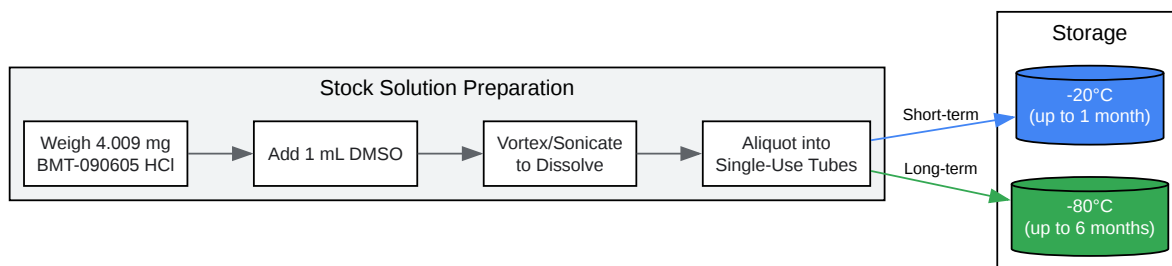 Stock Solution Preparation
Weigh 4.009 mg
BMT-090605 HCl
Add 1 mL DMSO
Vortex/Sonicate
to Dissolve
Aliquot into
Single-Use Tubes
Short-term
Long-term
Storage
-20°C
(up to 1 month)
-80°C
(up to 6 months)